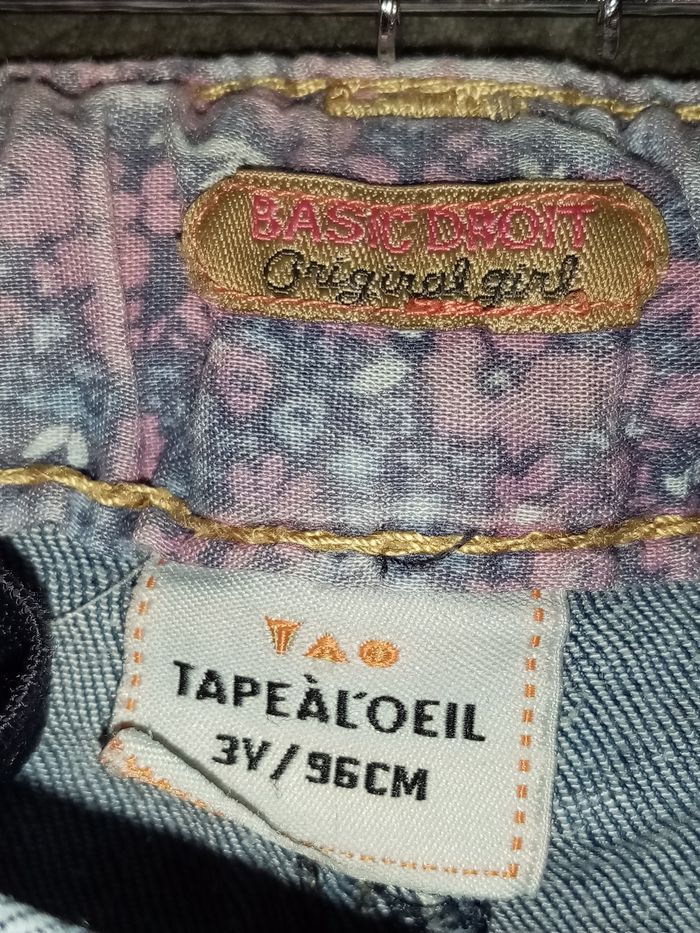 BASIC DROIT
Original girl
TAO
TAPEÀL'OEIL
3Y/96CM